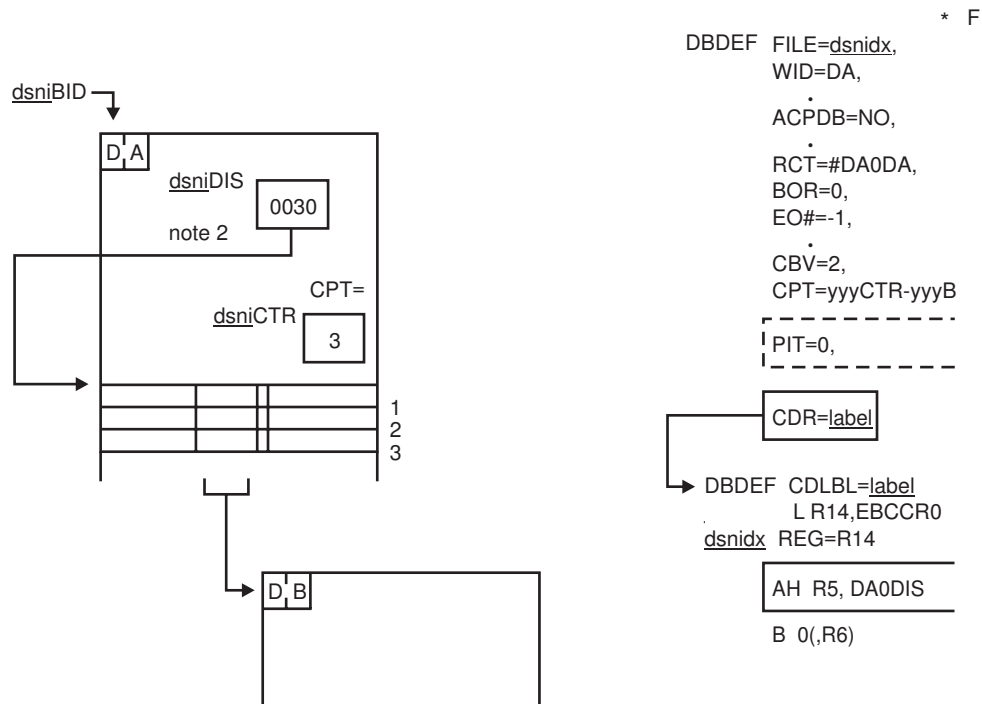 * F
DBDEF FILE=dsnidx,
WID=DA,
.
ACPDB=NO,
.
RCT=#DA0DA,
BOR=0,
EO#=-1,
.
CBV=2,
CPT=yyyCTR-yyyB
PIT=0,
CDR=label
DBDEF CDLBL=label
L R14,EBCCR0
dsnidx REG=R14
AH R5, DA0DIS
B 0(,R6)
dsniBID
D A
dsniDIS
0030
note 2
CPT=
dsniCTR
3
1
2
3
D B